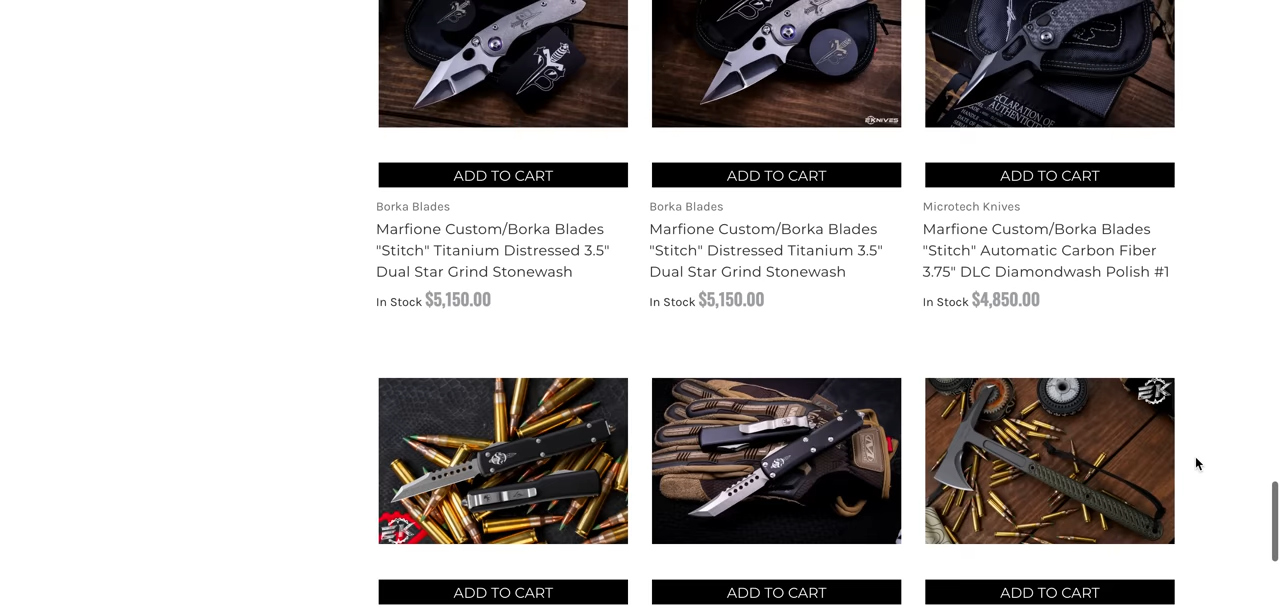 KNIVES
DECLARATION OF
AUTHENTICITY
ADD TO CART
ADD TO CART
ADD TO CART
Borka Blades
Marfione Custom/Borka Blades
"Stitch" Titanium Distressed 3.5"
Dual Star Grind Stonewash
In Stock $5,150.00
Borka Blades
Marfione Custom/Borka Blades
"Stitch" Distressed Titanium 3.5"
Dual Star Grind Stonewash
In Stock $5,150.00
Microtech Knives
Marfione Custom/Borka Blades
"Stitch" Automatic Carbon Fiber
3.75" DLC Diamondwash Polish #1
In Stock $4,850.00
ADD TO CART
ADD TO CART
ADD TO CART